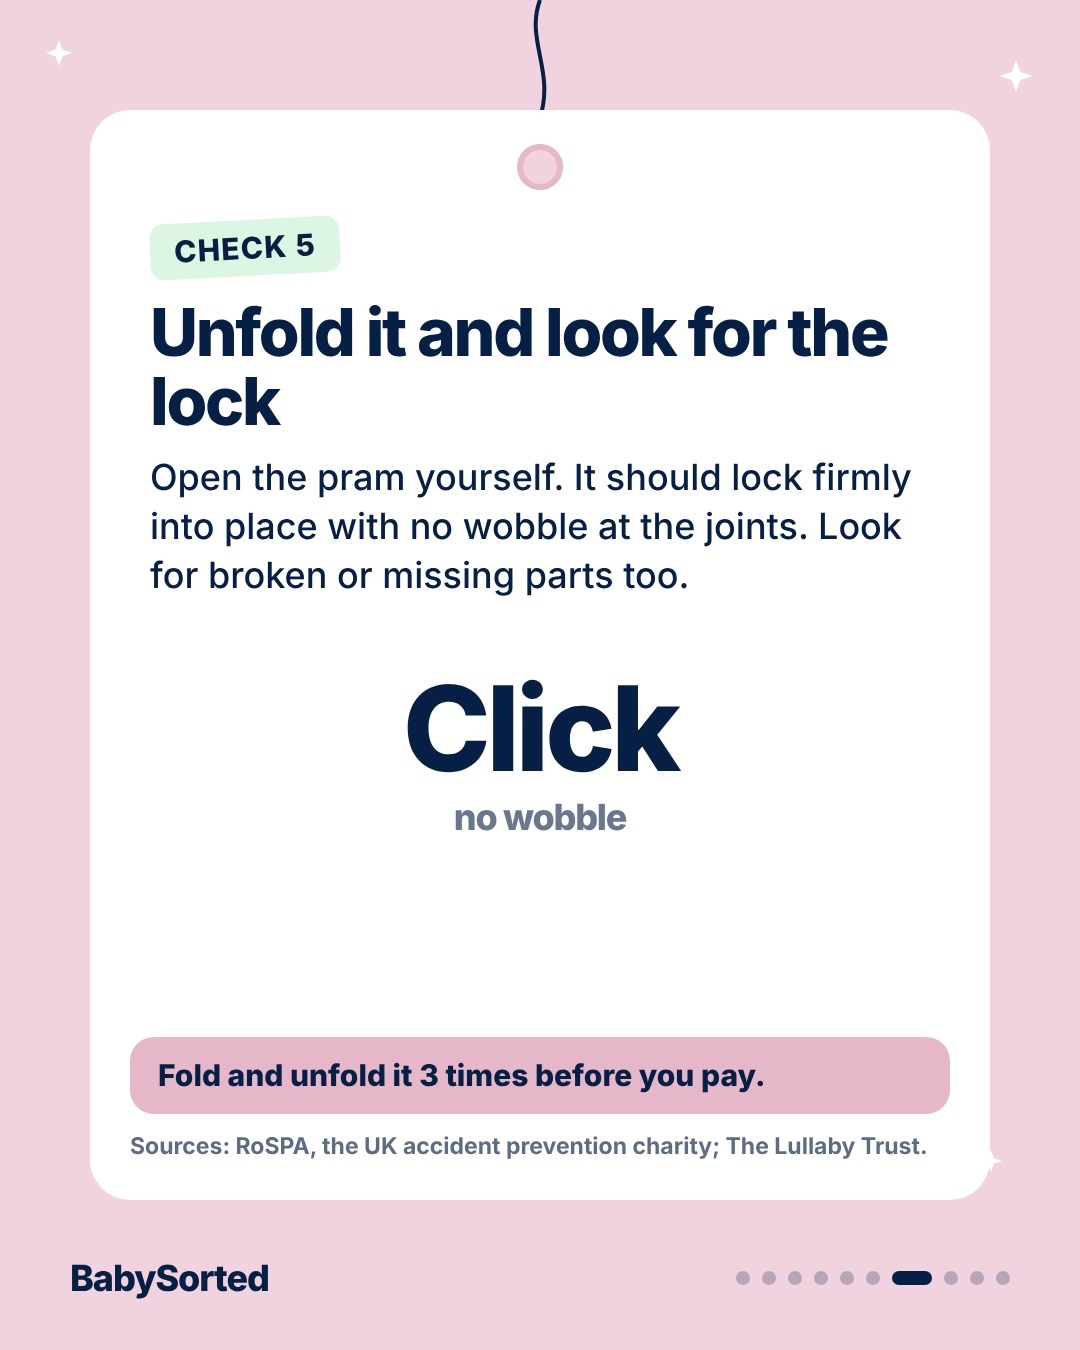 CHECK 5
Unfold it and look for the
lock
Open the pram yourself. It should lock firmly
into place with no wobble at the joints. Look
for broken or missing parts too.
Click
no wobble
Fold and unfold it 3 times before you pay.
Sources: RoSPA, the UK accident prevention charity; The Lullaby Trust.
BabySorted